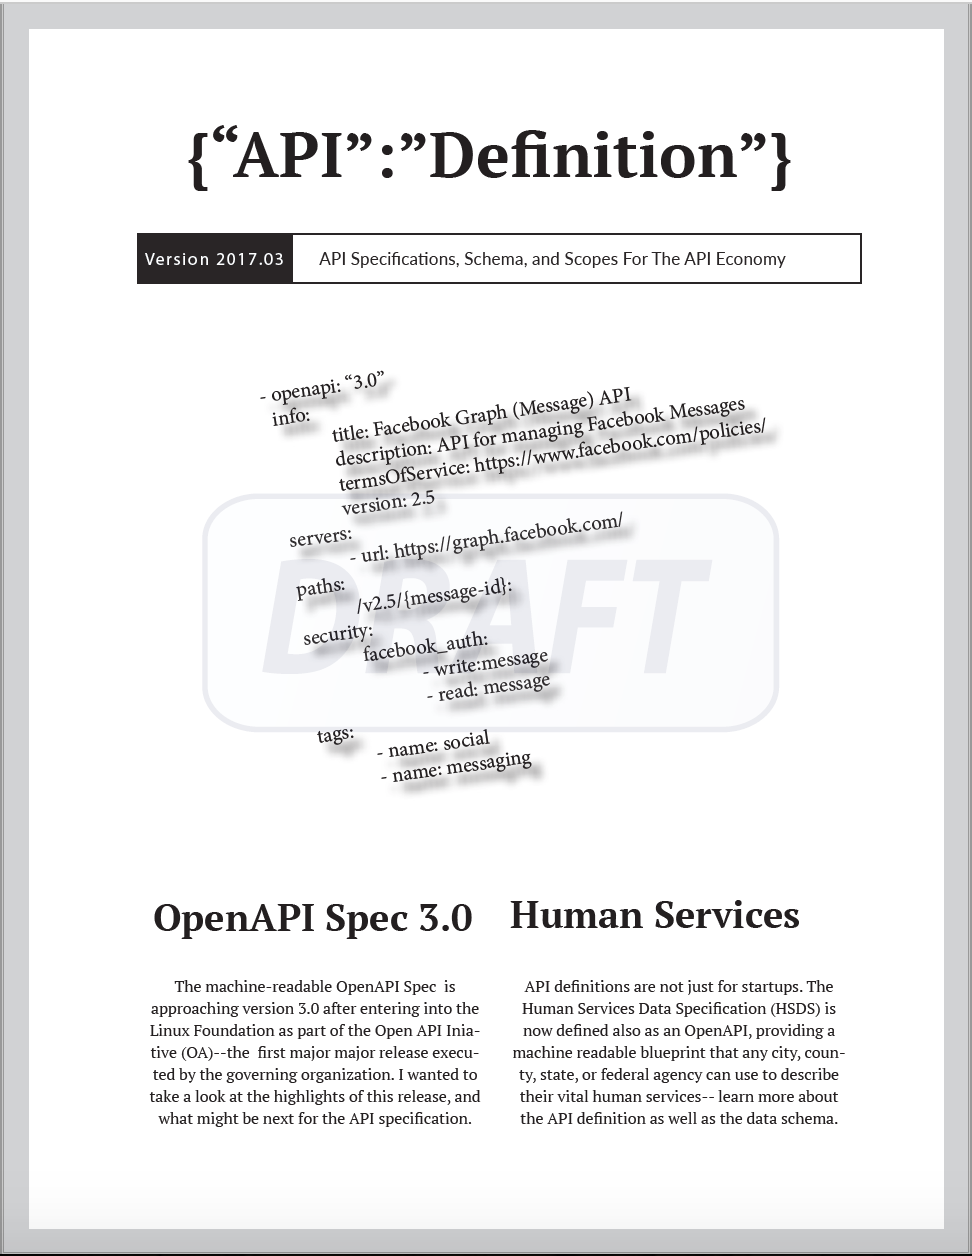 {“API”:”Definition”}
Version 2017.03 API Specifications, Schema, and Scopes For The API Economy
- openapi: “3.0”
info:
title: Facebook Graph (Message) API
description: API for managing Facebook Messages
termsOfService: https://www.facebook.com/policies/
version: 2.5
servers:
- url: https://graph.facebook.com/
paths:
/v2.5/{message-id}:
DRAFT
security:
facebook_auth:
- write:message
- read: message
tags:
- name: social
- name: messaging
OpenAPI Spec 3.0
The machine-readable OpenAPI Spec is
approaching version 3.0 after entering into the
Linux Foundation as part of the Open API Inia-
tive (OA)--the first major major release execu-
ted by the governing organization. I wanted to
take a look at the highlights of this release, and
what might be next for the API specification.
Human Services
API definitions are not just for startups. The
Human Services Data Specification (HSDS) is
now defined also as an OpenAPI, providing a
machine readable blueprint that any city, coun-
ty, state, or federal agency can use to describe
their vital human services-- learn more about
the API definition as well as the data schema.